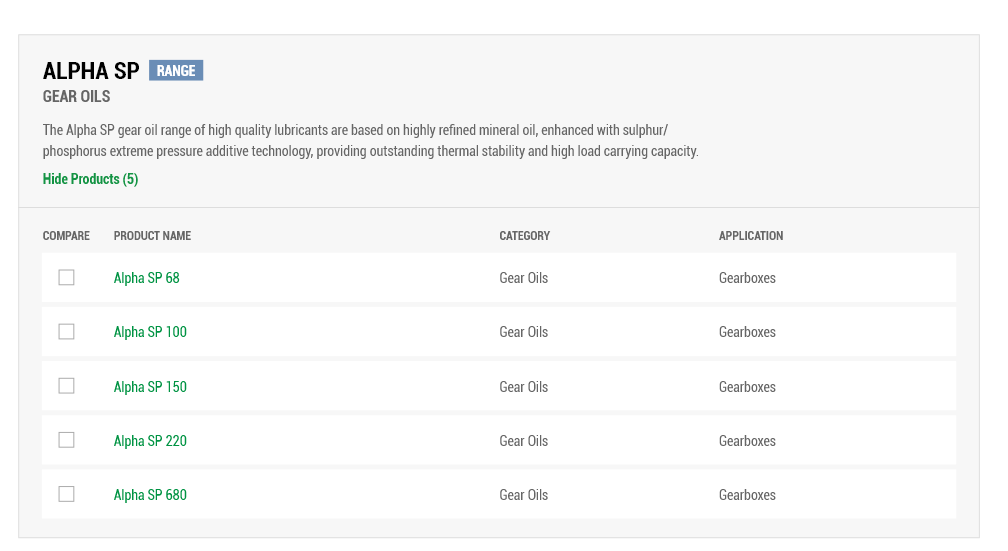 ALPHA SP RANGE
GEAR OILS
The Alpha SP gear oil range of high quality lubricants are based on highly refined mineral oil, enhanced with sulphur/
phosphorus extreme pressure additive technology, providing outstanding thermal stability and high load carrying capacity.
Hide Products (5)
COMPARE PRODUCT NAME CATEGORY APPLICATION
Alpha SP 68 Gear Oils Gearboxes
Alpha SP 100 Gear Oils Gearboxes
Alpha SP 150 Gear Oils Gearboxes
Alpha SP 220 Gear Oils Gearboxes
Alpha SP 680 Gear Oils Gearboxes